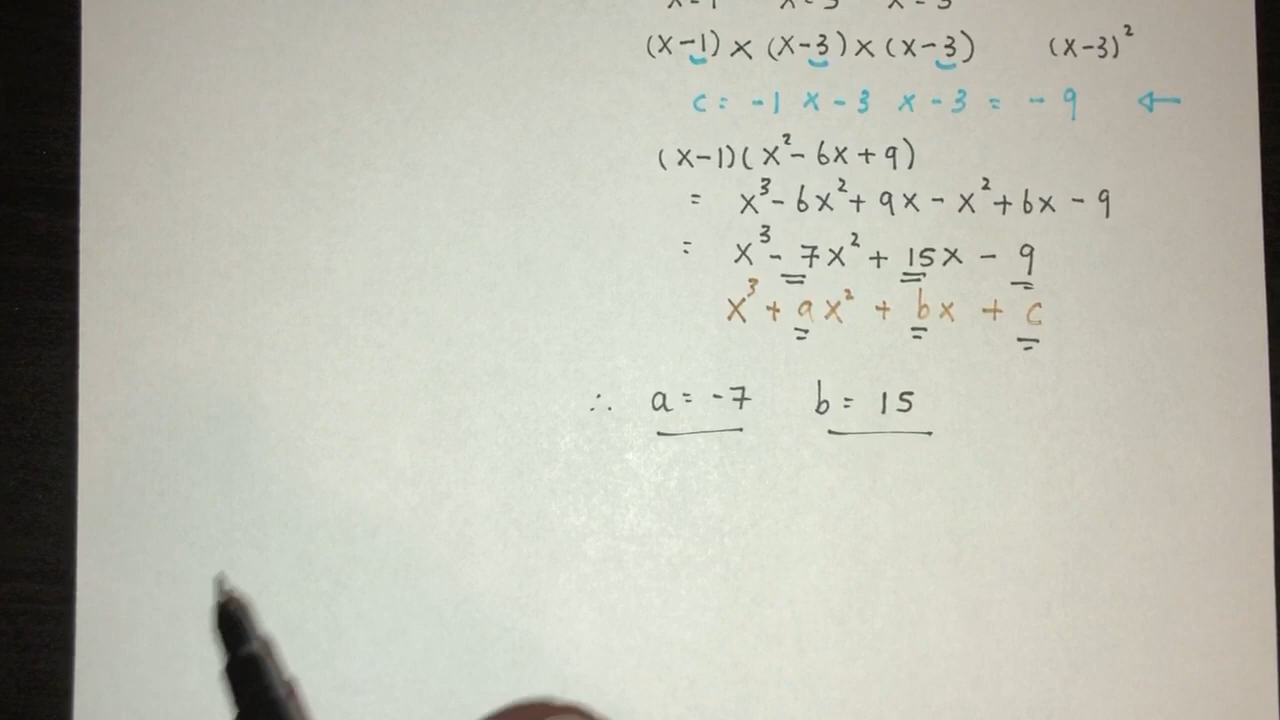 (x-1) × (x-3) × (x-3) (x-3)²
c = -1 x -3 x -3 = -9 ←
(x-1)(x²- 6x + 9)
= x³- 6x²+ 9x - x²+ 6x - 9
= x³- 7x² + 15x - 9
x³ + ax² + bx + c
∴ a = -7 b = 15